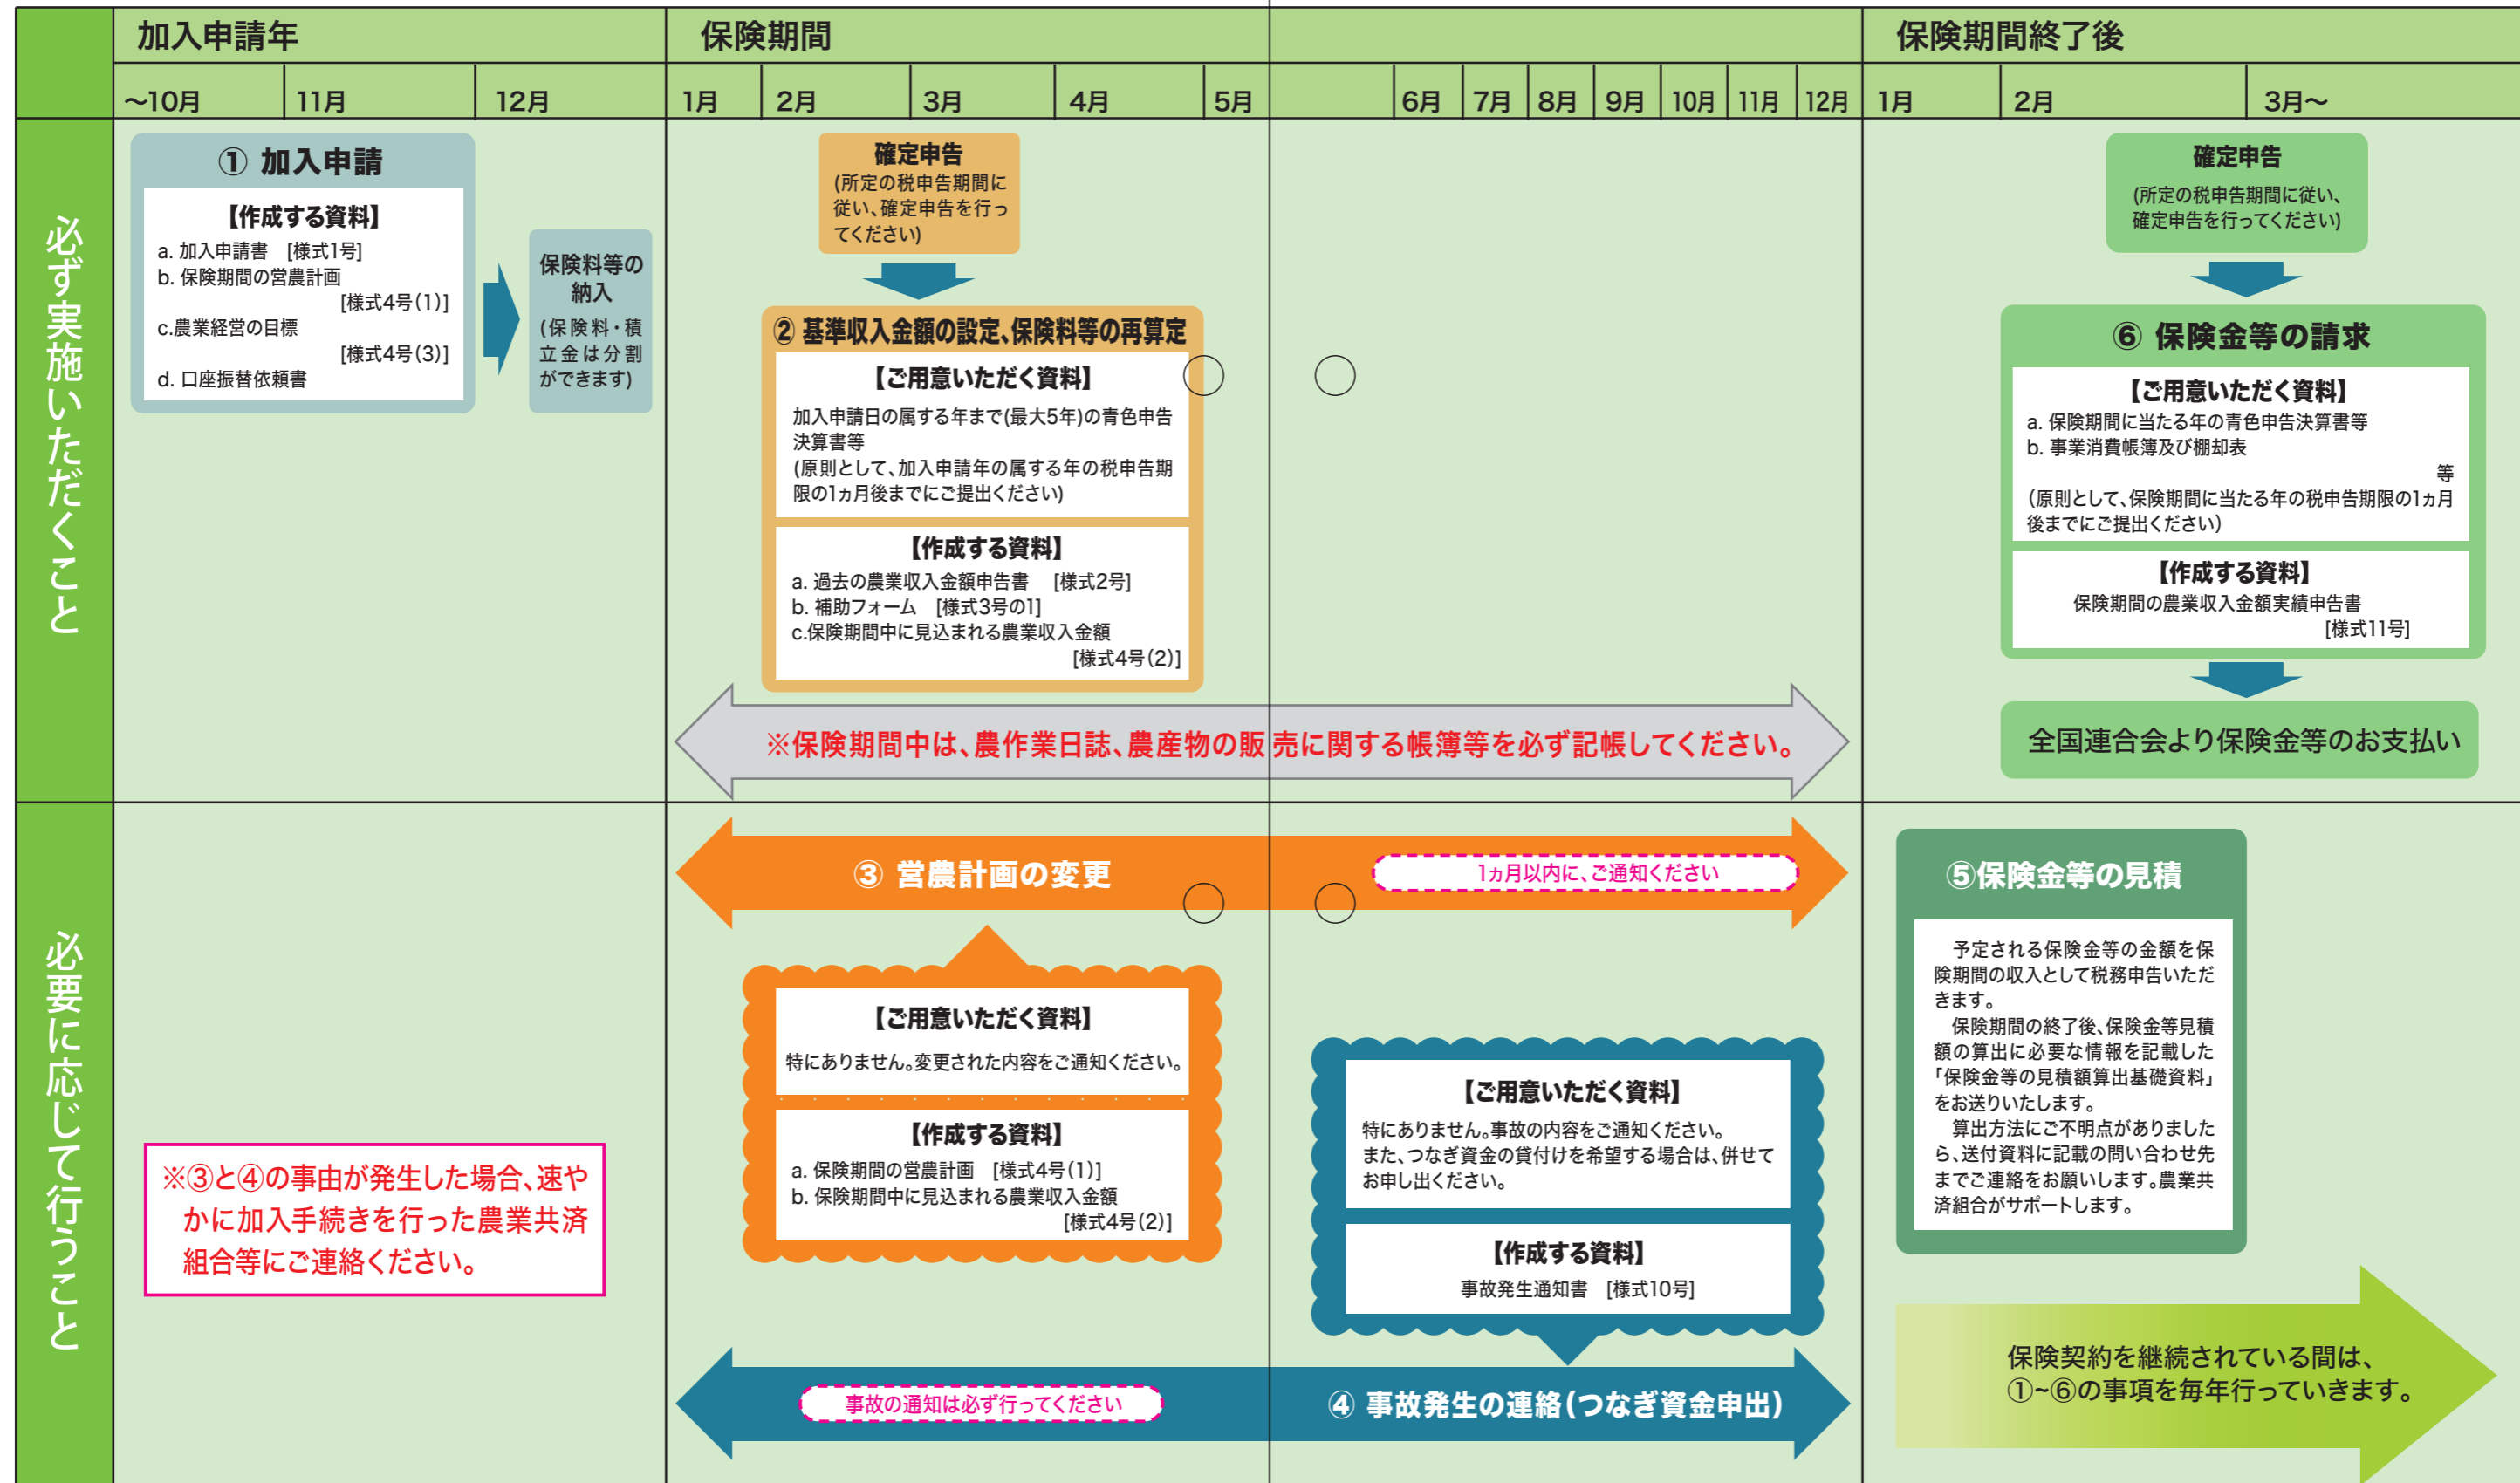 加入申請年
保険期間
保険期間終了後
～10月
11月
12月
1月
2月
3月
4月
5月
6月
7月
8月
9月
10月
11月
12月
1月
2月
3月～
必ず実施いただくこと
① 加入申請
【作成する資料】
a. 加入申請書 [様式1号]
b. 保険期間の営農計画
[様式4号(1)]
c.農業経営の目標
[様式4号(3)]
d. 口座振替依頼書
保険料等の
納入
(保険料・積
立金は分割
ができます)
確定申告
(所定の税申告期間に
従い、確定申告を行っ
てください)
② 基準収入金額の設定、保険料等の再算定
【ご用意いただく資料】
加入申請日の属する年まで(最大5年)の青色申告
決算書等
(原則として、加入申請年の属する年の税申告期
限の1ヵ月後までにご提出ください)
【作成する資料】
a. 過去の農業収入金額申告書 [様式2号]
b. 補助フォーム [様式3号の1]
c.保険期間中に見込まれる農業収入金額
[様式4号(2)]
※保険期間中は、農作業日誌、農産物の販売に関する帳簿等を必ず記帳してください。
確定申告
(所定の税申告期間に従い、
確定申告を行ってください)
⑥ 保険金等の請求
【ご用意いただく資料】
a. 保険期間に当たる年の青色申告決算書等
b. 事業消費帳簿及び棚卸表
等
(原則として、保険期間に当たる年の税申告期限の1ヵ月
後までにご提出ください)
【作成する資料】
保険期間の農業収入金額実績申告書
[様式11号]
全国連合会より保険金等のお支払い
必要に応じて行うこと
※③と④の事由が発生した場合、速や
かに加入手続きを行った農業共済
組合等にご連絡ください。
③ 営農計画の変更
1ヵ月以内に、ご通知ください
【ご用意いただく資料】
特にありません。変更された内容をご通知ください。
【作成する資料】
a. 保険期間の営農計画 [様式4号(1)]
b. 保険期間中に見込まれる農業収入金額
[様式4号(2)]
【ご用意いただく資料】
特にありません。事故の内容をご通知ください。
また、つなぎ資金の貸付けを希望する場合は、併せて
お申し出ください。
【作成する資料】
事故発生通知書 [様式10号]
事故の通知は必ず行ってください
④ 事故発生の連絡(つなぎ資金申出)
⑤保険金等の見積
予定される保険金等の金額を保
険期間の収入として税務申告いただ
きます。
保険期間の終了後、保険金等見積
額の算出に必要な情報を記載した
「保険金等の見積額算出基礎資料」
をお送りいたします。
算出方法にご不明点がありました
ら、送付資料に記載の問い合わせ先
までご連絡をお願いします。農業共
済組合がサポートします。
保険契約を継続されている間は、
①~⑥の事項を毎年行っていきます。